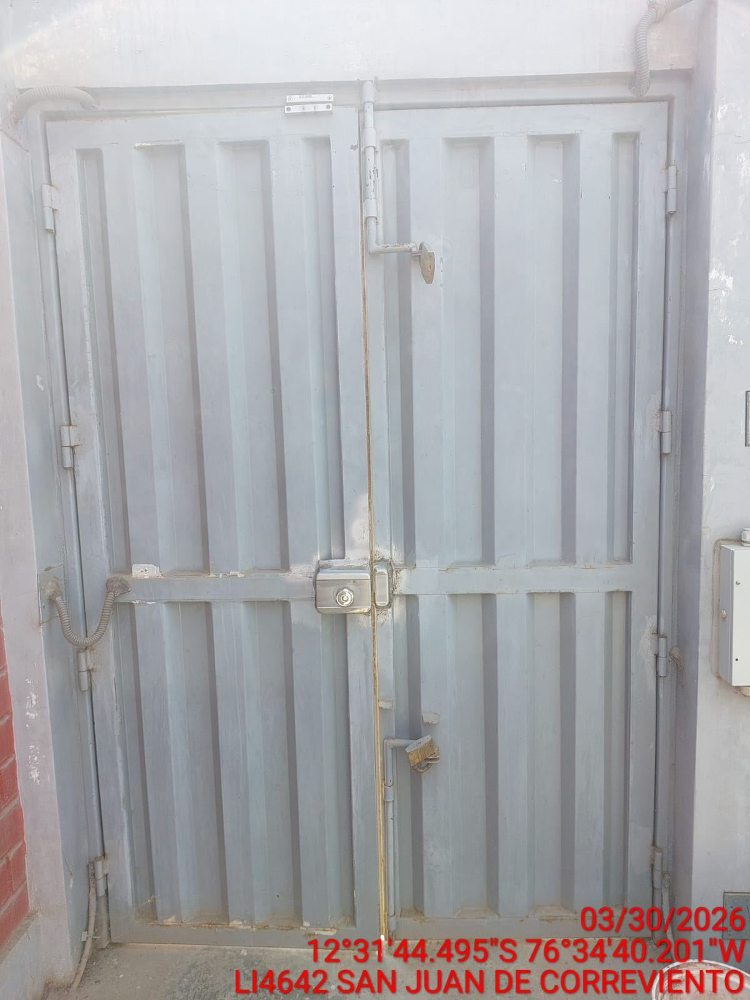 03/30/2026
12°31'44.495"S 76°34'40.201"W
LI4642 SAN JUAN DE CORREVIENTO